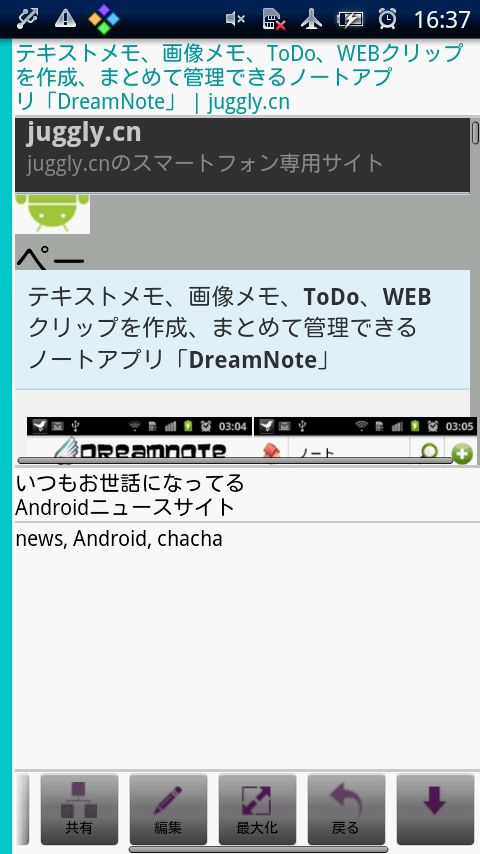 16:37
テキストメモ、画像メモ、ToDo、WEBクリップ
を作成、まとめて管理できるノートアプ
リ「DreamNote」 | juggly.cn
juggly.cn
juggly.cnのスマートフォン専用サイト
ペー
テキストメモ、画像メモ、ToDo、WEB
クリップを作成、まとめて管理できる
ノートアプリ「DreamNote」
03:04 03:05
DREAMNOTE ノート
いつもお世話になってる
Androidニュースサイト
news, Android, chacha
共有 編集 最大化 戻る